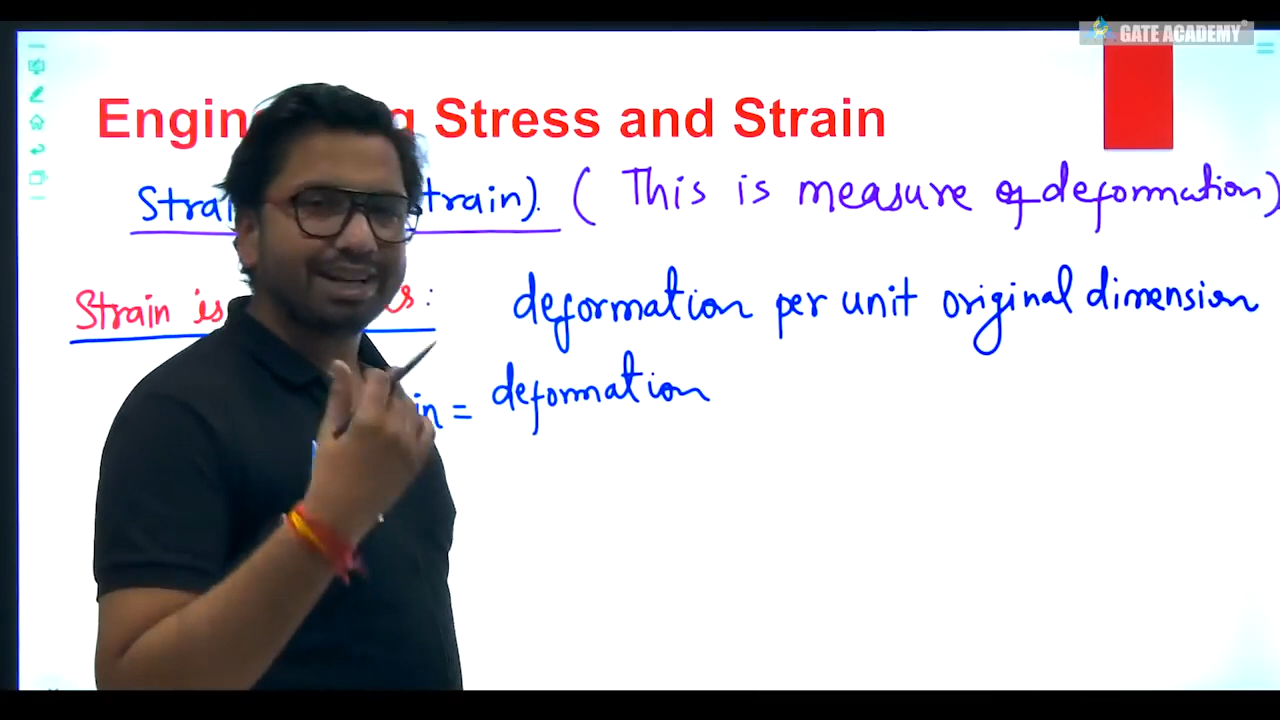 GATE ACADEMY
Engin g Stress and Strain
Strai train). (This is measure of deformation)
Strain is s: deformation per unit original dimension
in = deformation